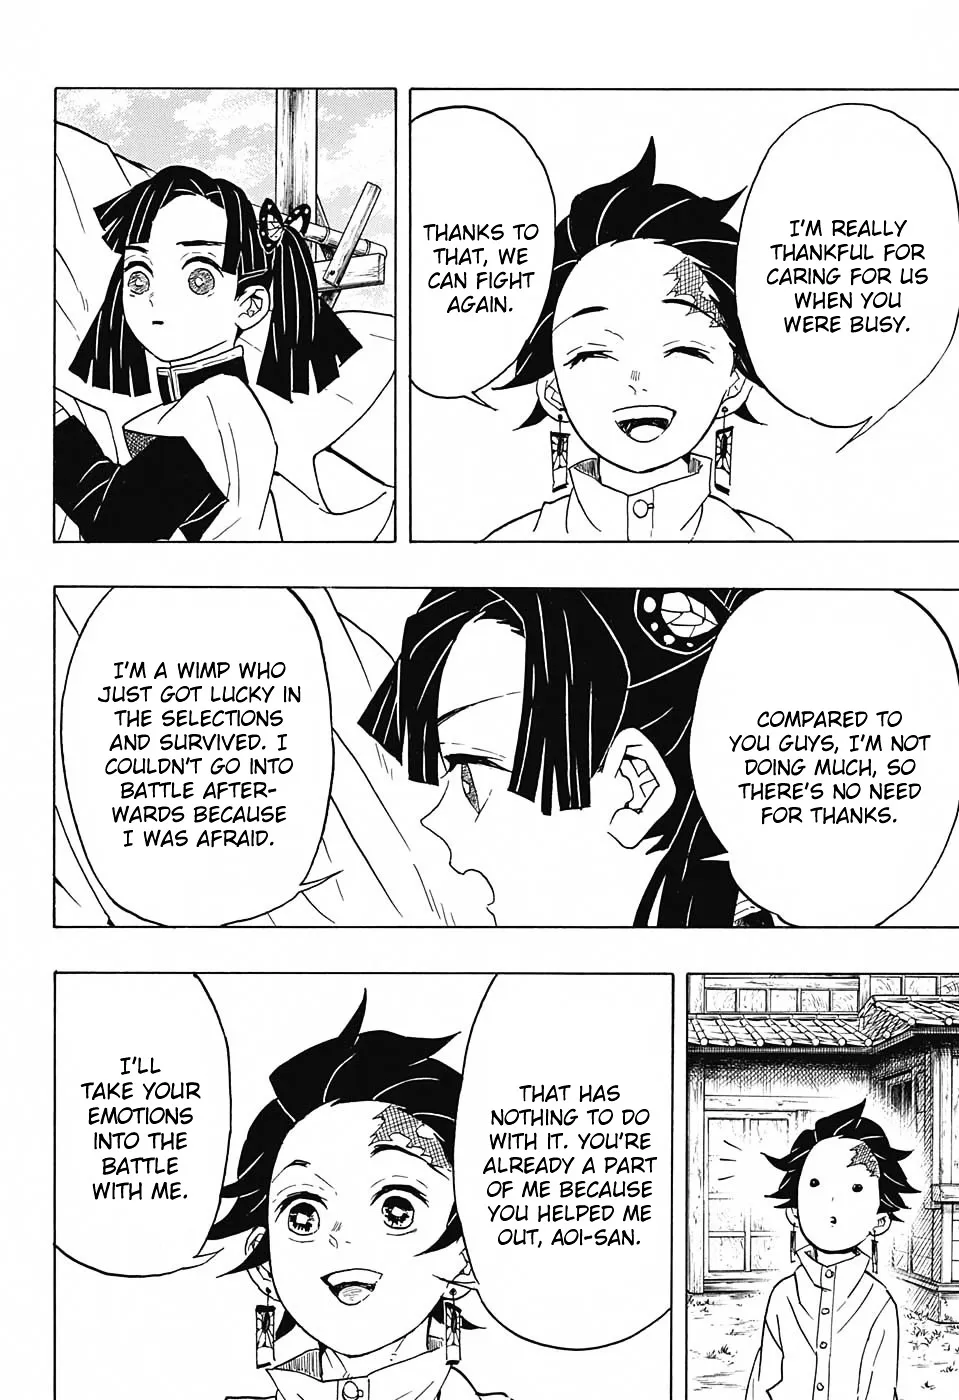 I'M REALLY
THANKFUL FOR
CARING FOR US
WHEN YOU
WERE BUSY.
THANKS TO
THAT, WE
CAN FIGHT
AGAIN.
COMPARED TO
YOU GUYS, I'M NOT
DOING MUCH, SO
THERE'S NO NEED
FOR THANKS.
I'M A WIMP WHO
JUST GOT LUCKY IN
THE SELECTIONS
AND SURVIVED. I
COULDN'T GO INTO
BATTLE AFTER-
WARDS BECAUSE
I WAS AFRAID.
THAT HAS
NOTHING TO DO
WITH IT. YOU'RE
ALREADY A PART
OF ME BECAUSE
YOU HELPED ME
OUT, AOI-SAN.
I'LL
TAKE YOUR
EMOTIONS
INTO THE
BATTLE
WITH ME.